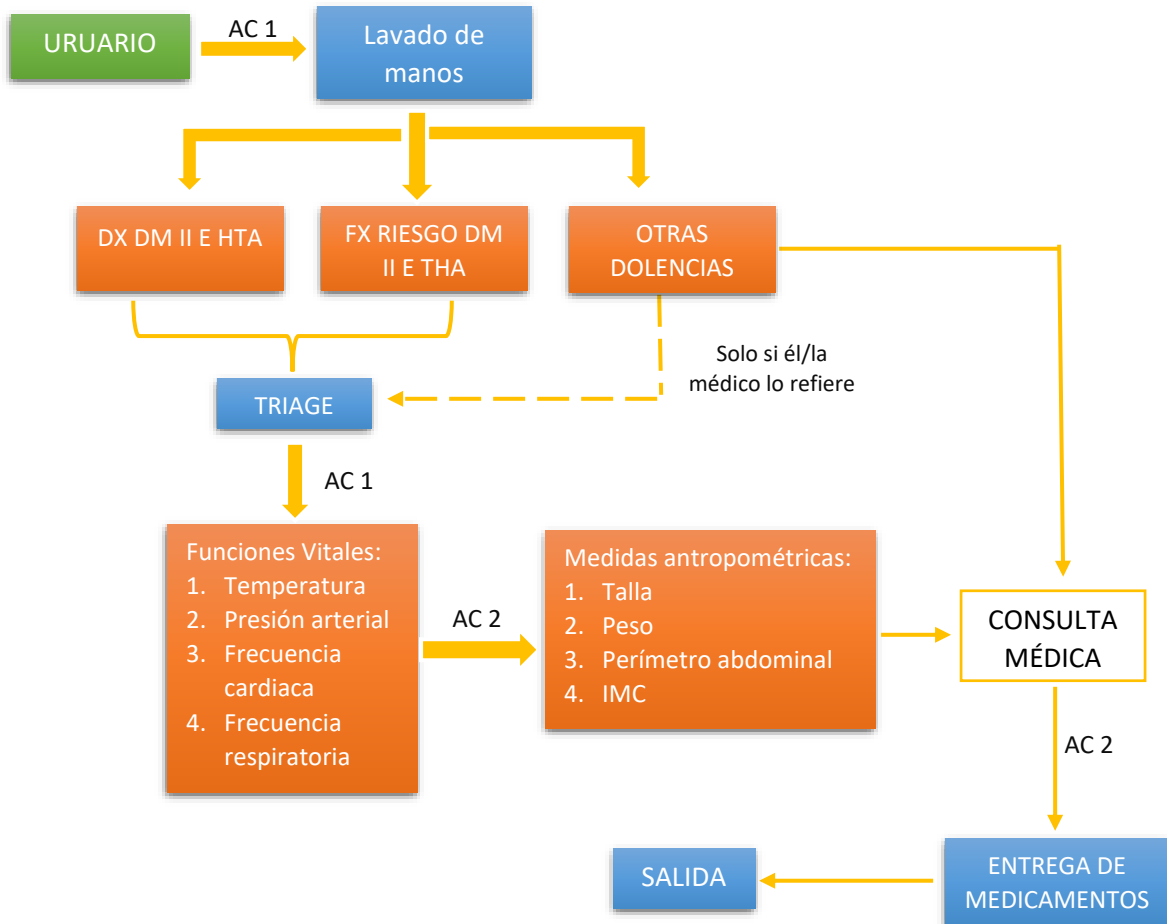 URUARIO
AC 1
Lavado de
manos
DX DM II E HTA
FX RIESGO DM
II E THA
OTRAS
DOLENCIAS
Solo si él/la
médico lo refiere
TRIAGE
AC 1
Funciones Vitales:
1. Temperatura
2. Presión arterial
3. Frecuencia
cardiaca
4. Frecuencia
respiratoria
AC 2
Medidas antropométricas:
1. Talla
2. Peso
3. Perímetro abdominal
4. IMC
CONSULTA
MÉDICA
AC 2
ENTREGA DE
MEDICAMENTOS
SALIDA